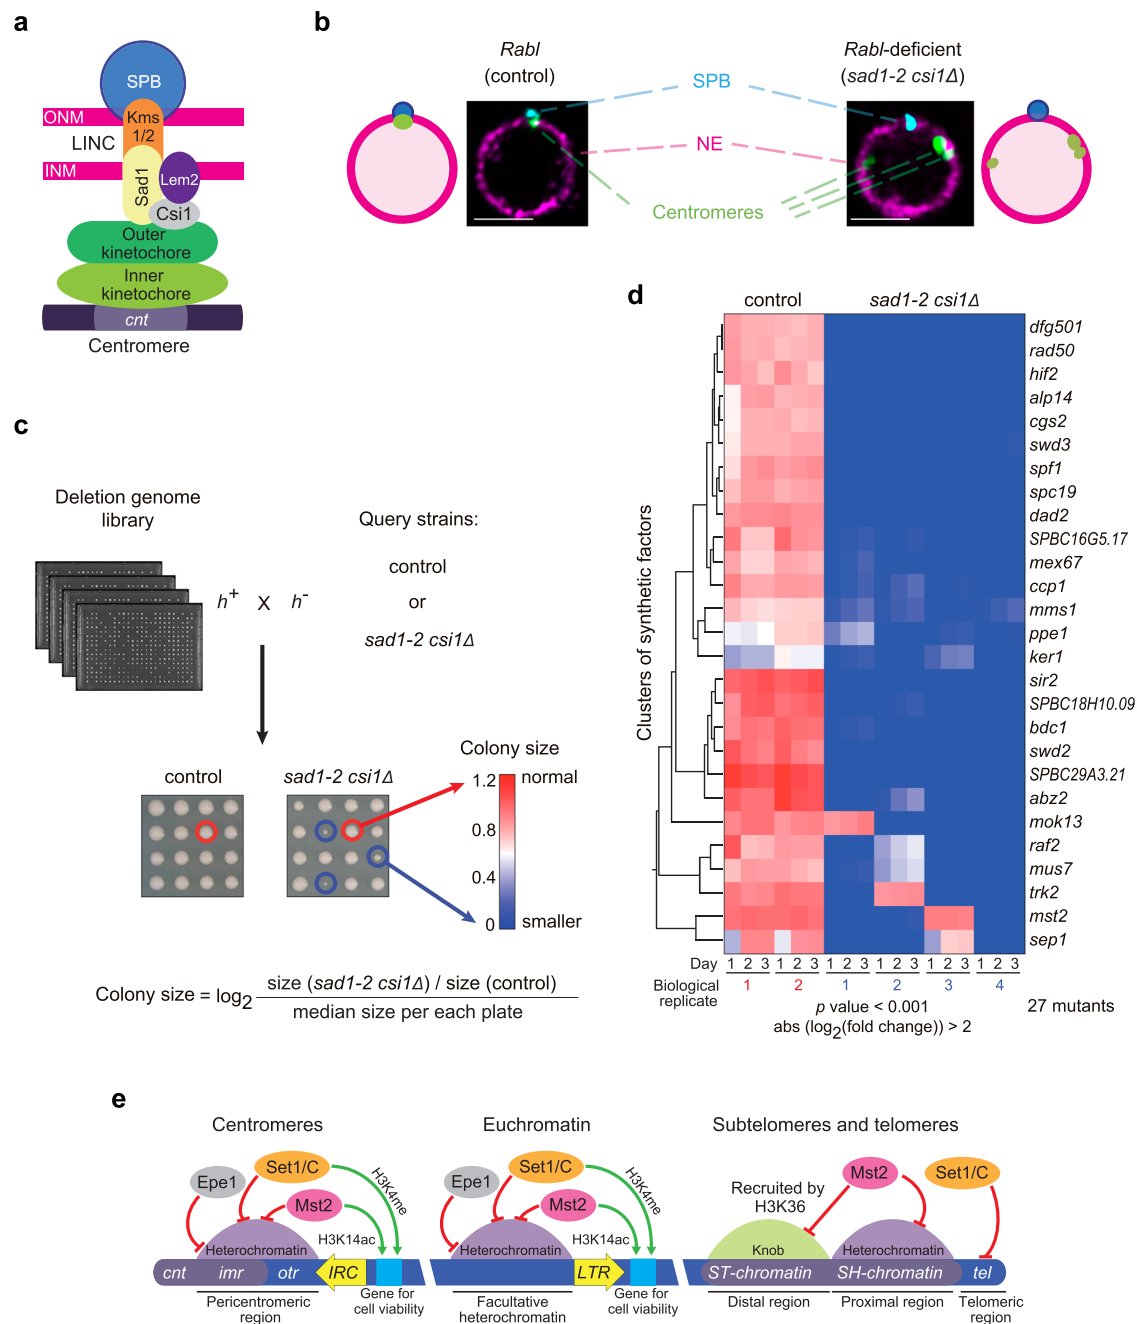 a
SPB
ONM
Kms
1/2
LINC
INM
Sad1
Lem2
Csi1
Outer
kinetochore
Inner
kinetochore
cnt
Centromere
b
Rabl
(control)
Rabl-deficient
(sad1-2 csi1Δ)
SPB
NE
Centromeres
c
Deletion genome
library
Query strains:
control
or
sad1-2 csi1Δ
h+ X h-
control
sad1-2 csi1Δ
Colony size
1.2 normal
0.8
0.4
0 smaller
Colony size = log2 size (sad1-2 csi1Δ) / size (control)
median size per each plate
d
control
sad1-2 csi1Δ
Clusters of synthetic factors
dfg501
rad50
hif2
alp14
cgs2
swd3
spf1
spc19
dad2
SPBC16G5.17
mex67
ccp1
mms1
ppe1
ker1
sir2
SPBC18H10.09
bdc1
swd2
SPBC29A3.21
abz2
mok13
raf2
mus7
trk2
mst2
sep1
Day 1 2 3 1 2 3 1 2 3 1 2 3 1 2 3 1 2 3
Biological
replicate
1 2 1 2 3 4
p value < 0.001
abs (log2(fold change)) > 2
27 mutants
e
Centromeres
Epe1
Set1/C
Mst2
H3K4me
H3K14ac
Heterochromatin
cnt
imr
otr
IRC
Pericentromeric
region
Gene for
cell viability
Euchromatin
Epe1
Set1/C
Mst2
H3K4me
H3K14ac
Heterochromatin
LTR
Facultative
heterochromatin
Gene for
cell viability
Subtelomeres and telomeres
Mst2
Set1/C
Recruited by
H3K36
Knob
Heterochromatin
ST-chromatin
SH-chromatin
tel
Distal region
Proximal region
Telomeric
region